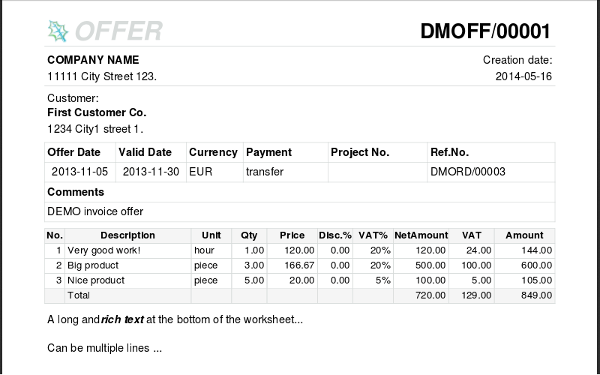 OFFER DMOFF/00001
COMPANY NAME Creation date:
11111 City Street 123. 2014-05-16
Customer:
First Customer Co.
1234 City1 street 1.
Offer Date Valid Date Currency Payment Project No. Ref.No.
2013-11-05 2013-11-30 EUR transfer DMORD/00003
Comments
DEMO invoice offer
No. Description Unit Qty Price Disc.% VAT% NetAmount VAT Amount
1 Very good work! hour 1.00 120.00 0.00 20% 120.00 24.00 144.00
2 Big product piece 3.00 166.67 0.00 20% 500.00 100.00 600.00
3 Nice product piece 5.00 20.00 0.00 5% 100.00 5.00 105.00
Total 720.00 129.00 849.00
A long and rich text at the bottom of the worksheet...
Can be multiple lines ...